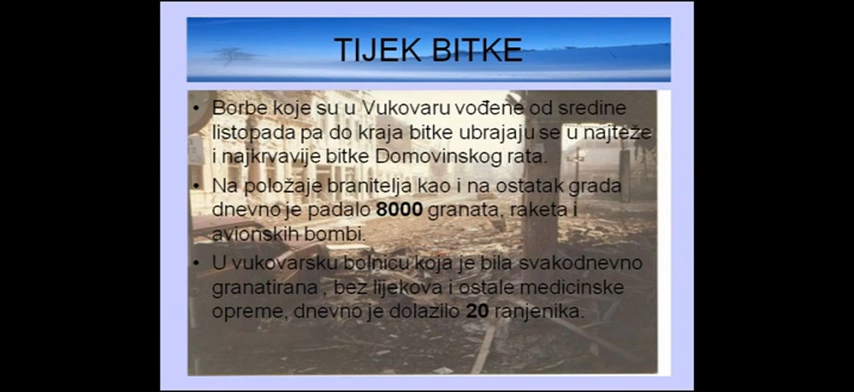 TIJEK BITKE
• Borbe koje su u Vukovaru vođene od sredine
listopada pa do kraja bitke ubrajaju se u najteže
i najkrvavije bitke Domovinskog rata.
• Na položaje branitelja kao i na ostatak grada
dnevno je padalo 8000 granata, raketa i
avionskih bombi.
• U vukovarsku bolnicu koja je bila svakodnevno
granatirana , bez lijekova i ostale medicinske
opreme, dnevno je dolazilo 20 ranjenika.